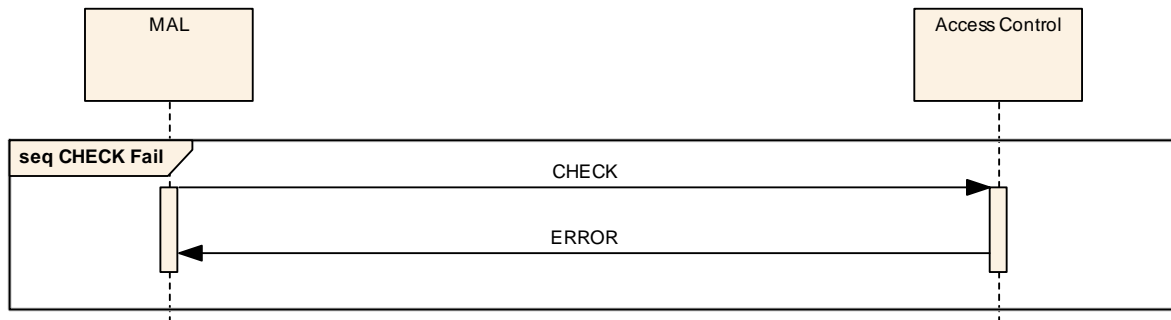 MAL
Access Control
seq CHECK Fail
CHECK
ERROR